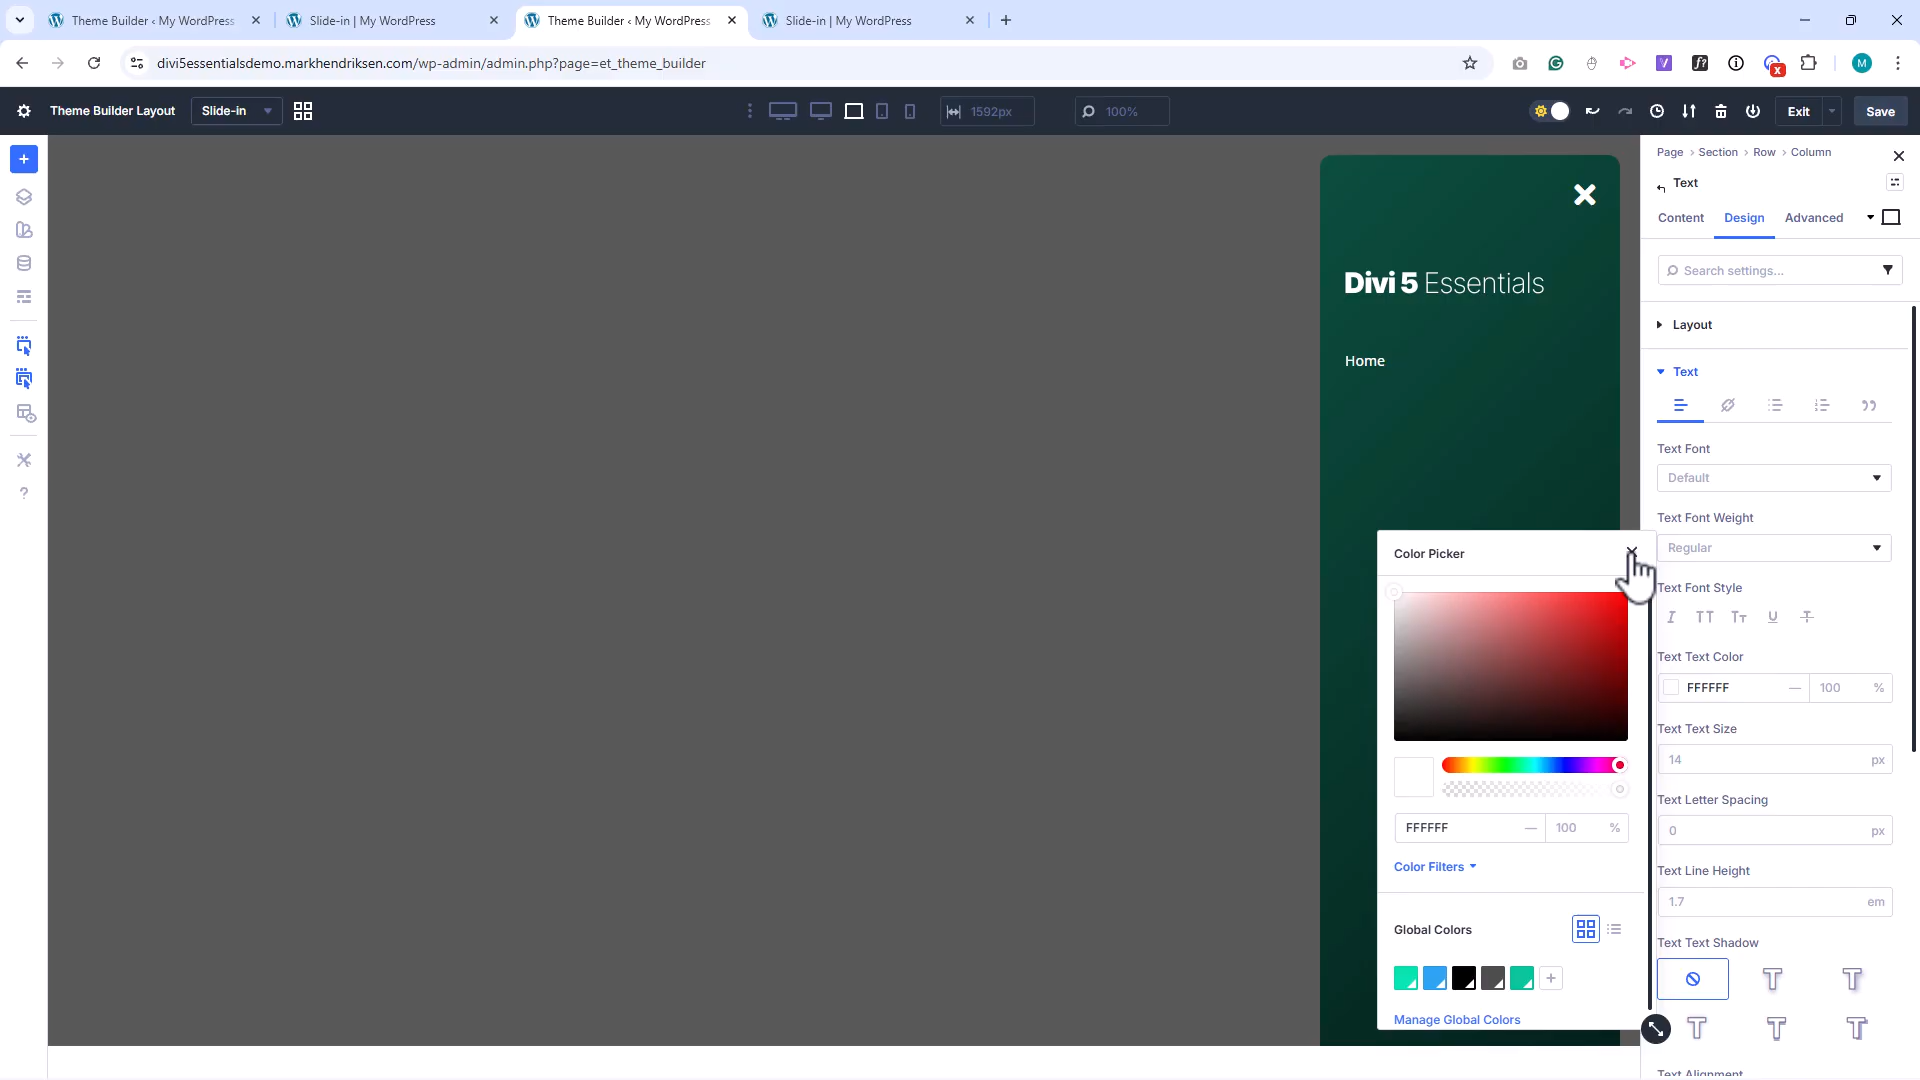 Theme Builder ‹ My WordPress
Slide-in | My WordPress
Theme Builder ‹ My WordPress
Slide-in | My WordPress
divi5essentialsdemo.markhendriksen.com/wp-admin/admin.php?page=et_theme_builder
M
Theme Builder Layout
Slide-in
1592px
100%
Exit
Save
Page
Section
Row
Column
Text
Content
Design
Advanced
Search settings...
Layout
Text
Text Font
Default
Text Font Weight
Regular
Text Font Style
Text Text Color
FFFFFF
100
%
Text Text Size
14
px
Text Letter Spacing
0
px
Text Line Height
1.7
em
Text Text Shadow
Text Alignment
Divi 5 Essentials
Home
Color Picker
FFFFFF
100
%
Color Filters
Global Colors
Manage Global Colors